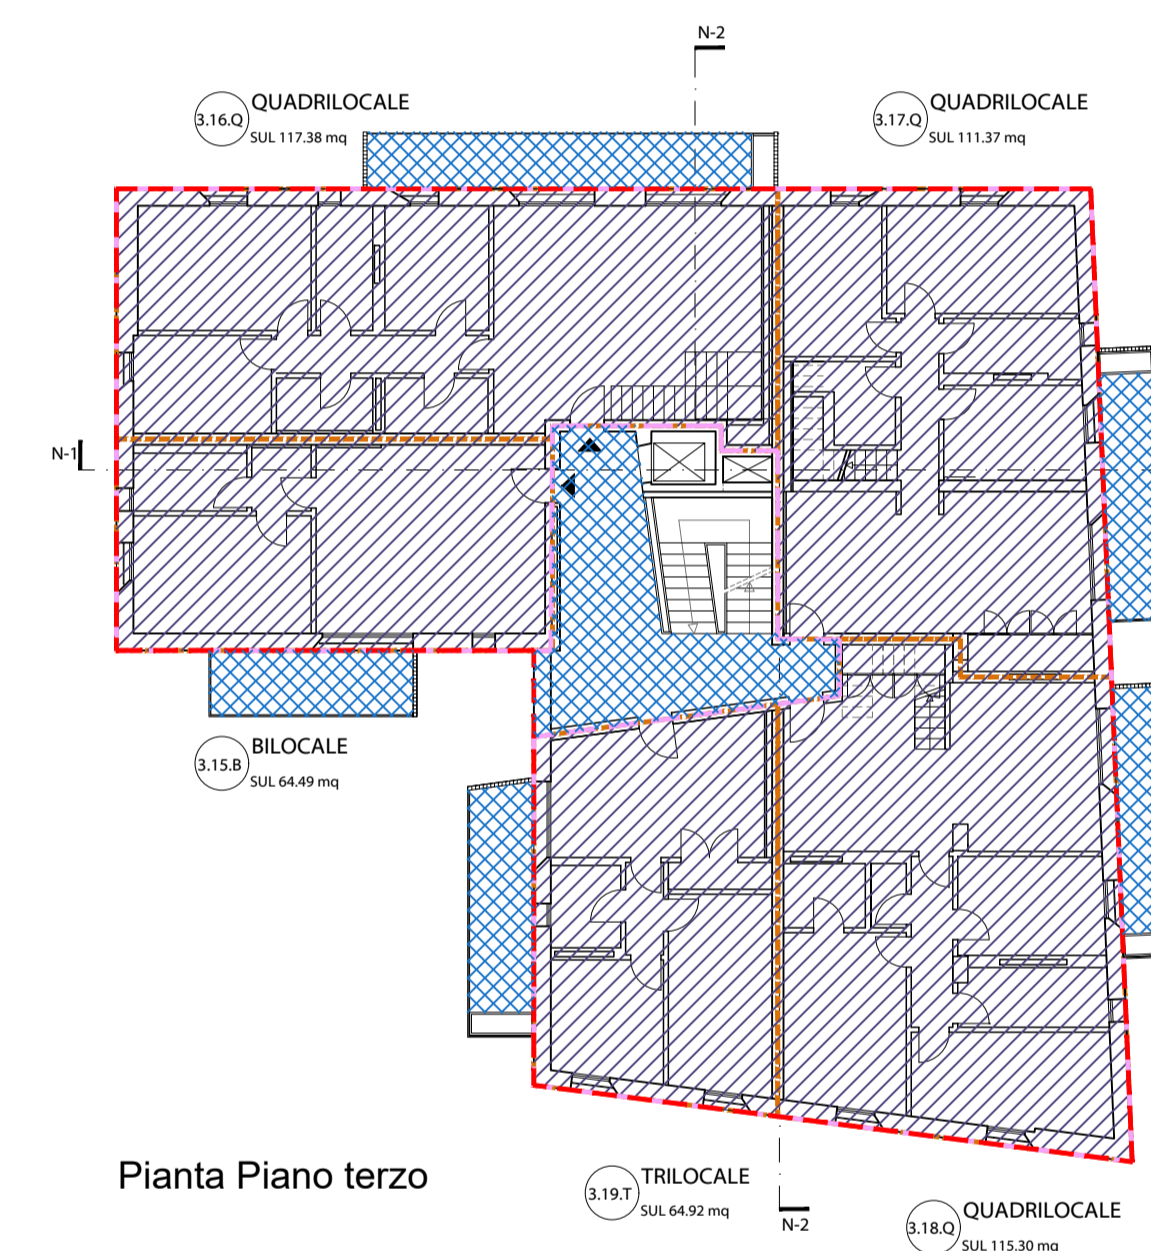 N-2
3.16.Q
QUADRILOCALE
SUL 117.38 mq
3.17.Q
QUADRILOCALE
SUL 111.37 mq
N-1
3.15.B
BILOCALE
SUL 64.49 mq
Pianta Piano terzo
3.19.T
TRILOCALE
SUL 64.92 mq
N-2
3.18.Q
QUADRILOCALE
SUL 115.30 mq